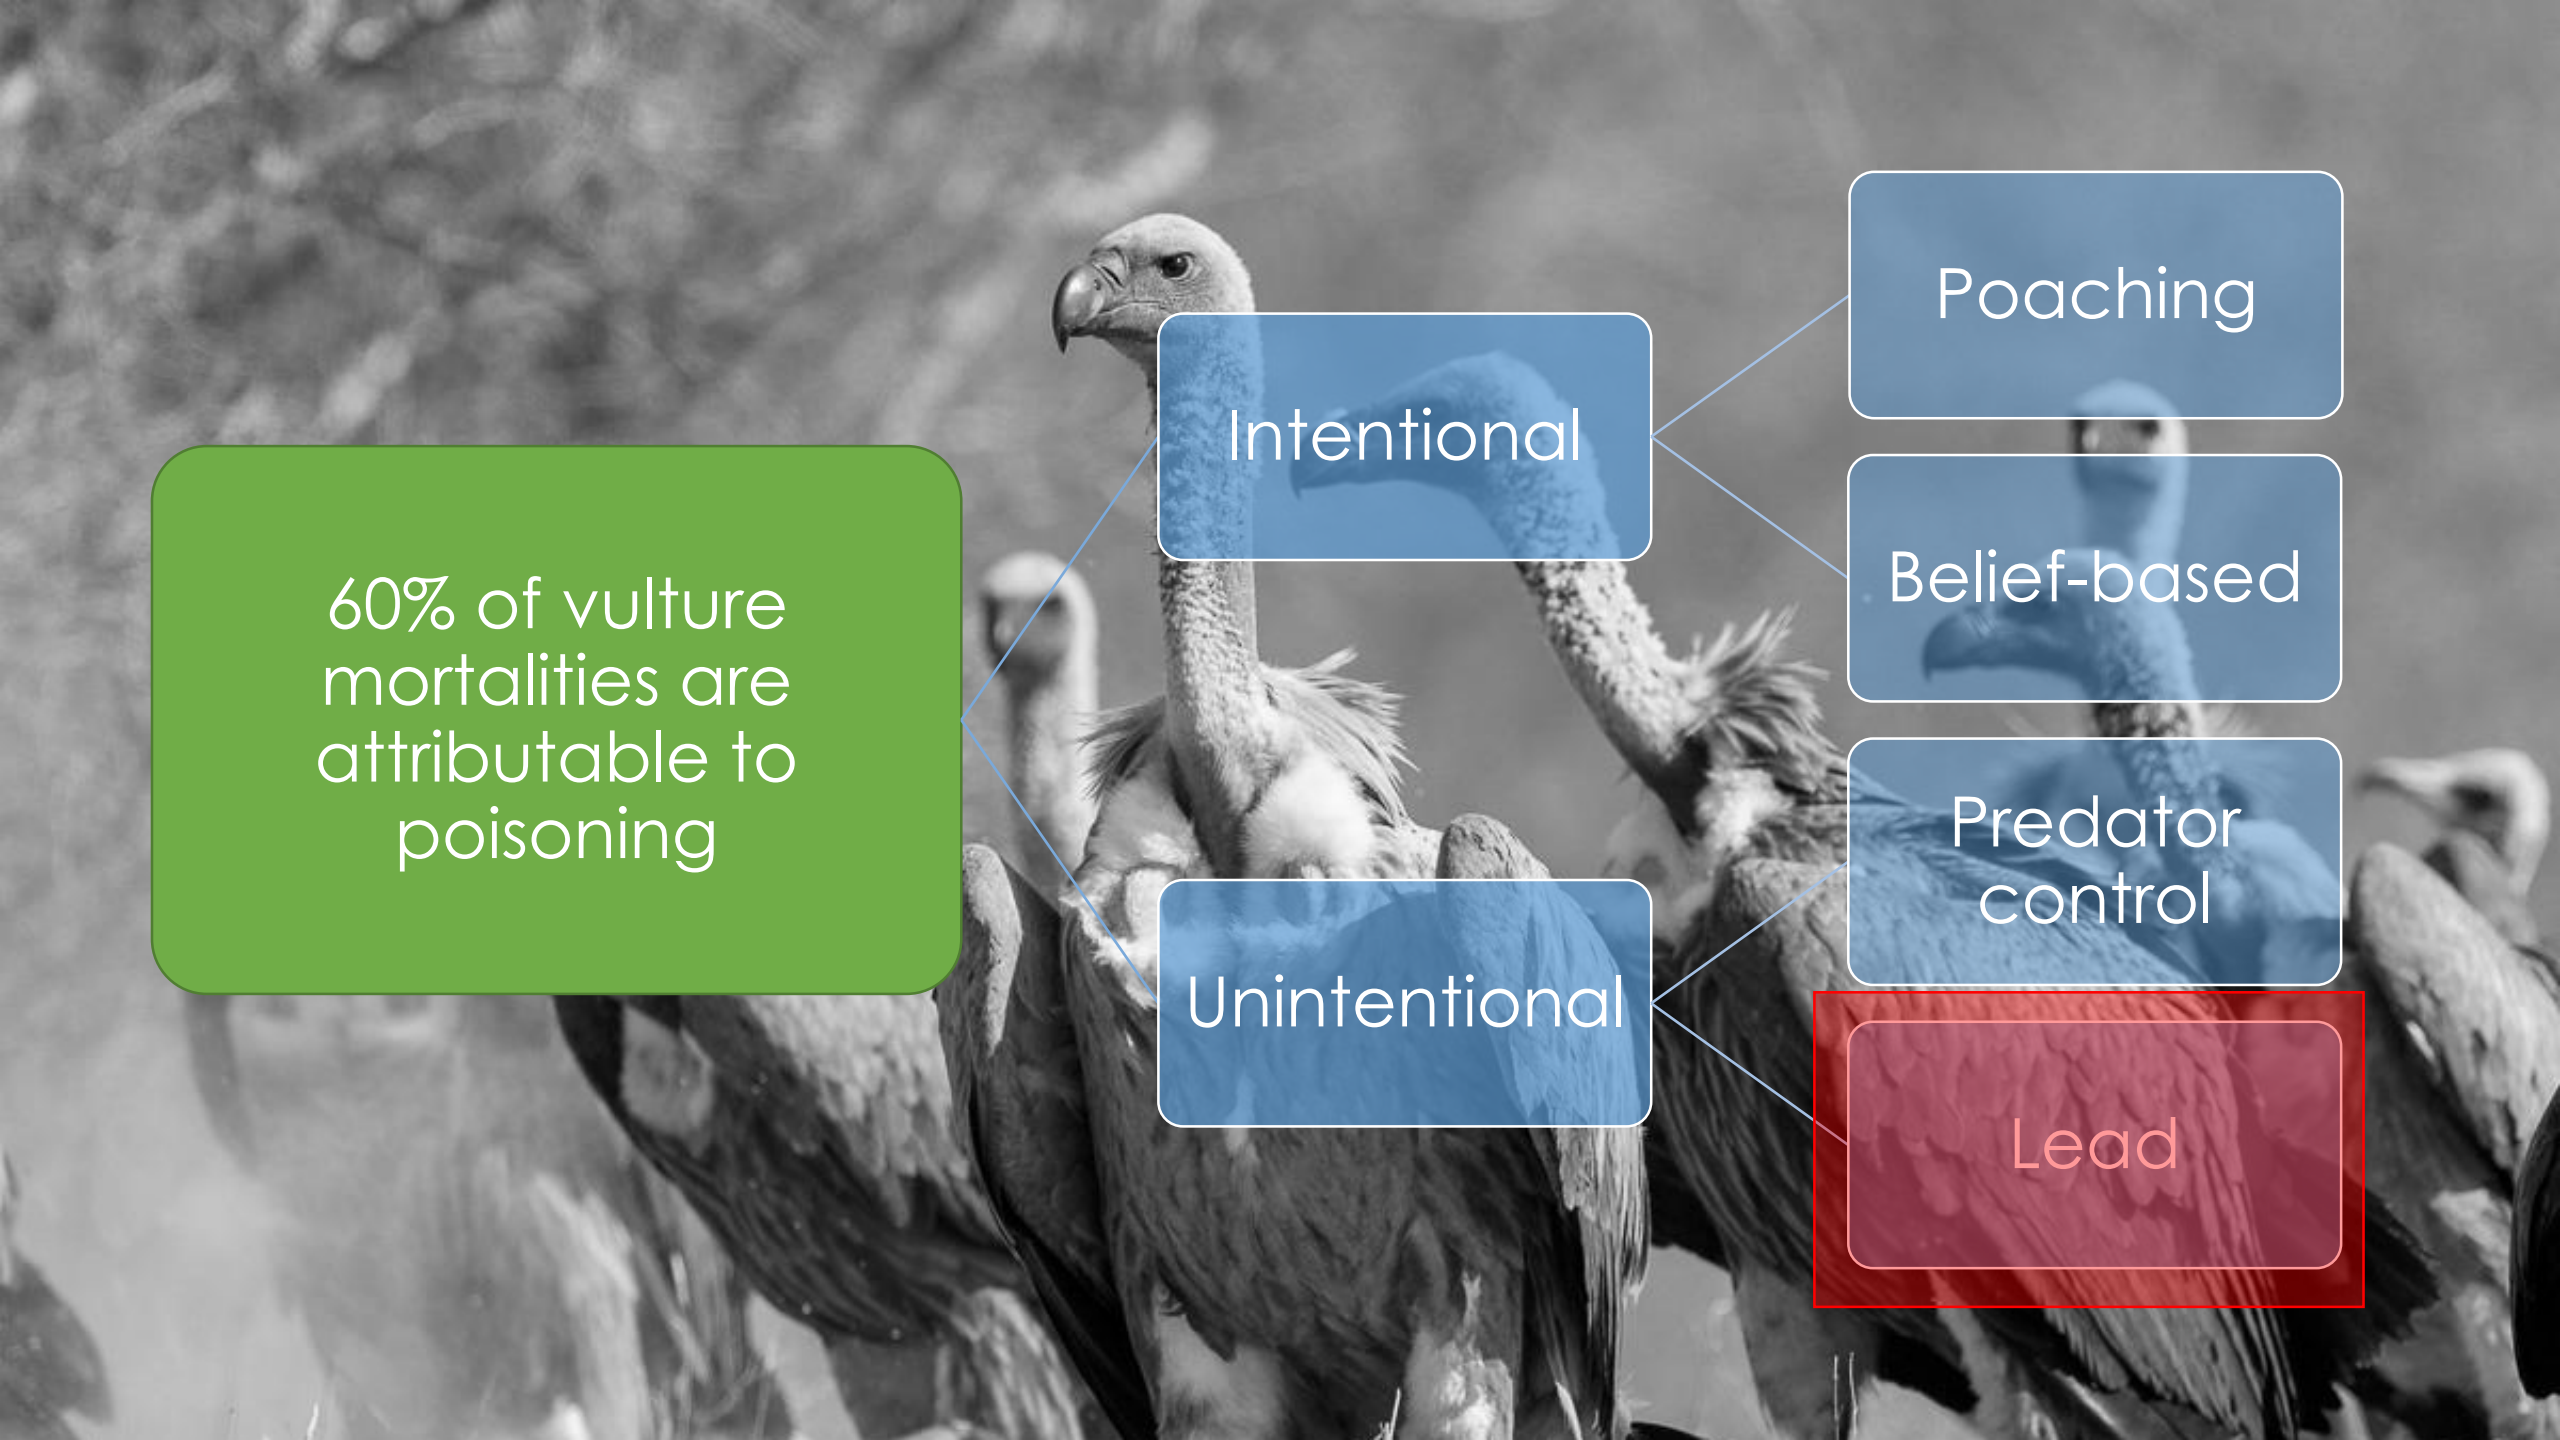 60% of vulture
mortalities are
attributable to
poisoning
Intentional
Poaching
Belief-based
Unintentional
Predator
control
Lead